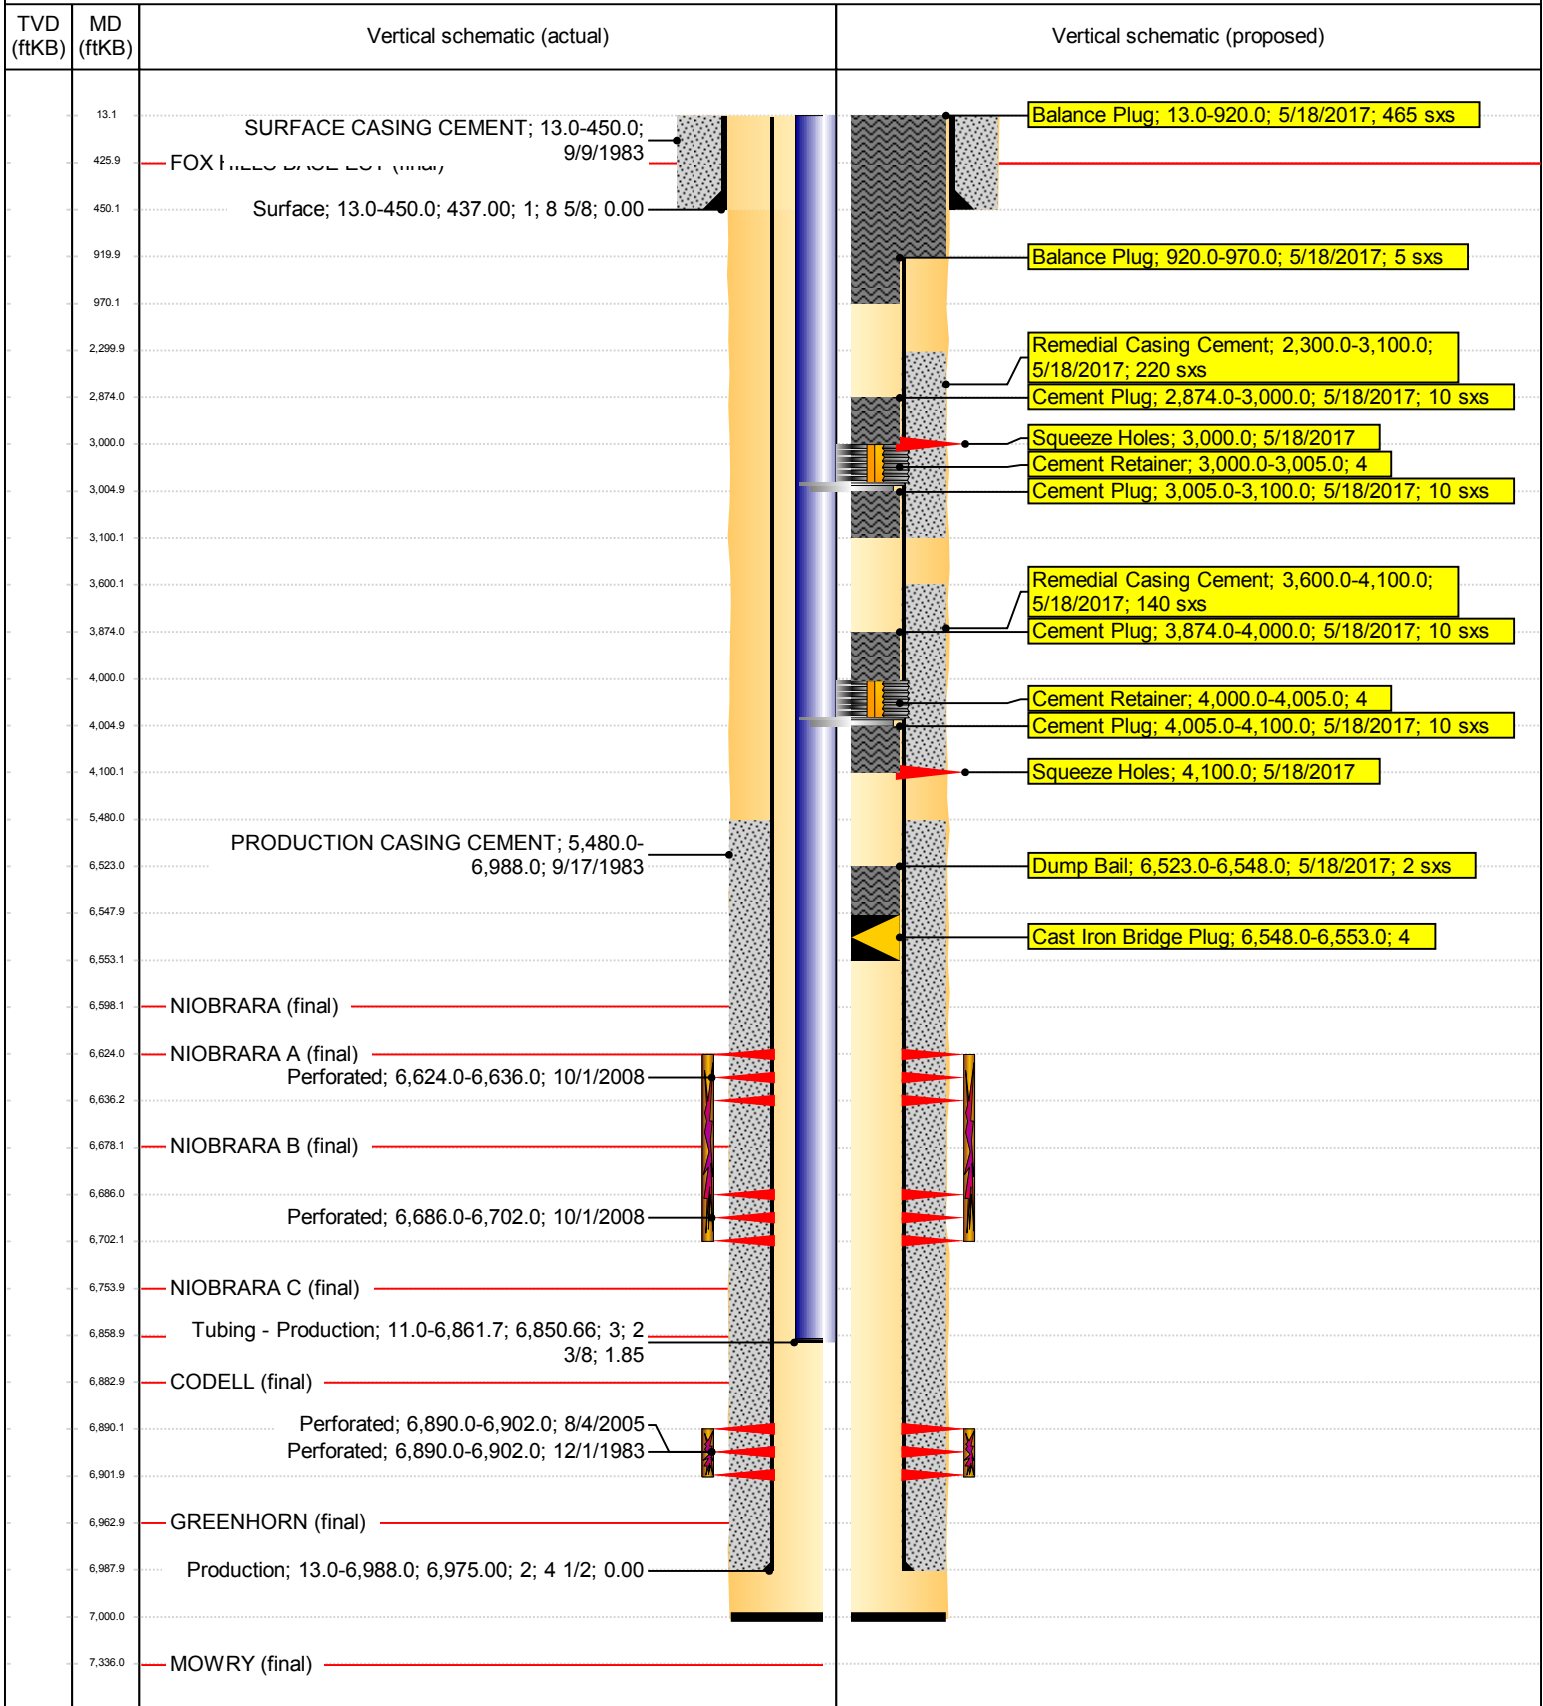 TVD
(ftKB)
MD
(ftKB)
Vertical schematic (actual)
Vertical schematic (proposed)
13.1
SURFACE CASING CEMENT; 13.0-450.0;
9/9/1983
Balance Plug; 13.0-920.0; 5/18/2017; 465 sxs
425.9
FOX (final)
450.1
Surface; 13.0-450.0; 437.00; 1; 8 5/8; 0.00
919.9
Balance Plug; 920.0-970.0; 5/18/2017; 5 sxs
970.1
2,299.9
Remedial Casing Cement; 2,300.0-3,100.0;
5/18/2017; 220 sxs
2,874.0
Cement Plug; 2,874.0-3,000.0; 5/18/2017; 10 sxs
3,000.0
Squeeze Holes; 3,000.0; 5/18/2017
Cement Retainer; 3,000.0-3,005.0; 4
3,004.9
Cement Plug; 3,005.0-3,100.0; 5/18/2017; 10 sxs
3,100.1
3,600.1
Remedial Casing Cement; 3,600.0-4,100.0;
5/18/2017; 140 sxs
3,874.0
Cement Plug; 3,874.0-4,000.0; 5/18/2017; 10 sxs
4,000.0
Cement Retainer; 4,000.0-4,005.0; 4
4,004.9
Cement Plug; 4,005.0-4,100.0; 5/18/2017; 10 sxs
4,100.1
Squeeze Holes; 4,100.0; 5/18/2017
5,480.0
PRODUCTION CASING CEMENT; 5,480.0-
6,988.0; 9/17/1983
6,523.0
Dump Bail; 6,523.0-6,548.0; 5/18/2017; 2 sxs
6,547.9
Cast Iron Bridge Plug; 6,548.0-6,553.0; 4
6,553.1
6,598.1
NIOBRARA (final)
6,624.0
NIOBRARA A (final)
Perforated; 6,624.0-6,636.0; 10/1/2008
6,636.2
6,678.1
NIOBRARA B (final)
6,686.0
Perforated; 6,686.0-6,702.0; 10/1/2008
6,702.1
6,753.9
NIOBRARA C (final)
6,858.9
Tubing - Production; 11.0-6,861.7; 6,850.66; 3; 2
3/8; 1.85
6,882.9
CODELL (final)
6,890.1
Perforated; 6,890.0-6,902.0; 8/4/2005
Perforated; 6,890.0-6,902.0; 12/1/1983
6,901.9
6,962.9
GREENHORN (final)
6,987.9
Production; 13.0-6,988.0; 6,975.00; 2; 4 1/2; 0.00
7,000.0
7,336.0
MOWRY (final)